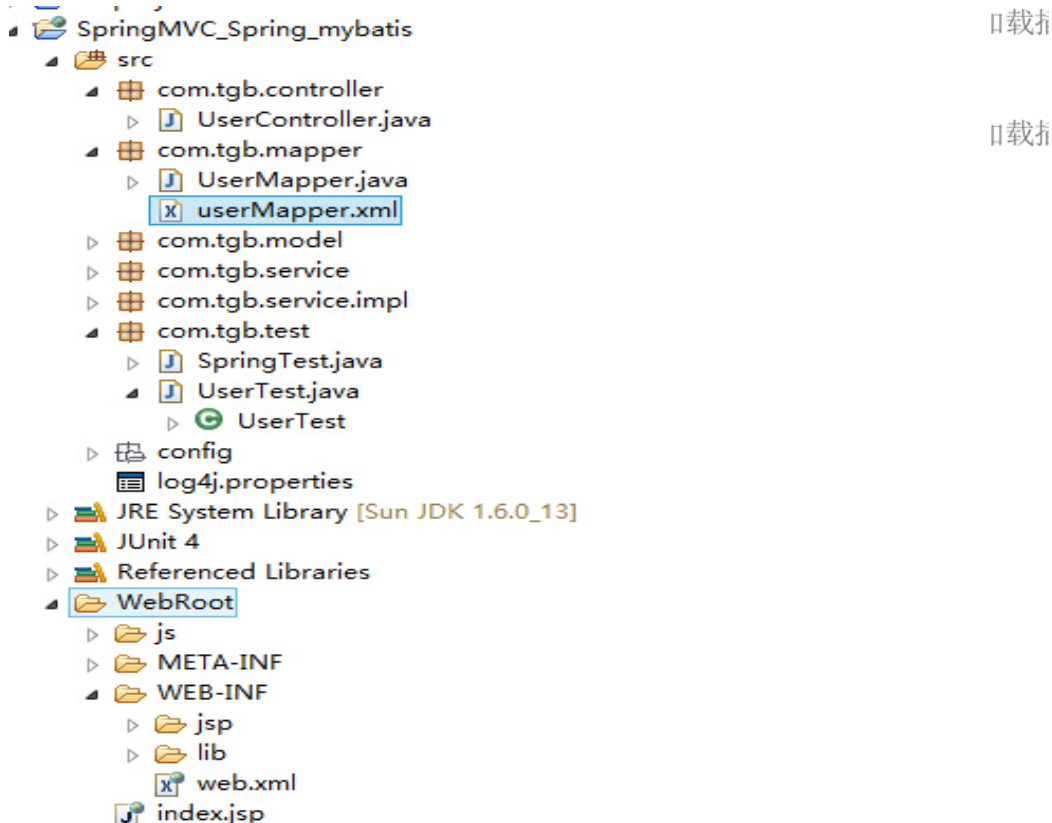 SpringMVC_Spring_mybatis
src
com.tgb.controller
UserController.java
com.tgb.mapper
UserMapper.java
userMapper.xml
com.tgb.model
com.tgb.service
com.tgb.service.impl
com.tgb.test
SpringTest.java
UserTest.java
UserTest
config
log4j.properties
JRE System Library [Sun JDK 1.6.0_13]
JUnit 4
Referenced Libraries
WebRoot
js
META-INF
WEB-INF
jsp
lib
web.xml
index.jsp
载
载